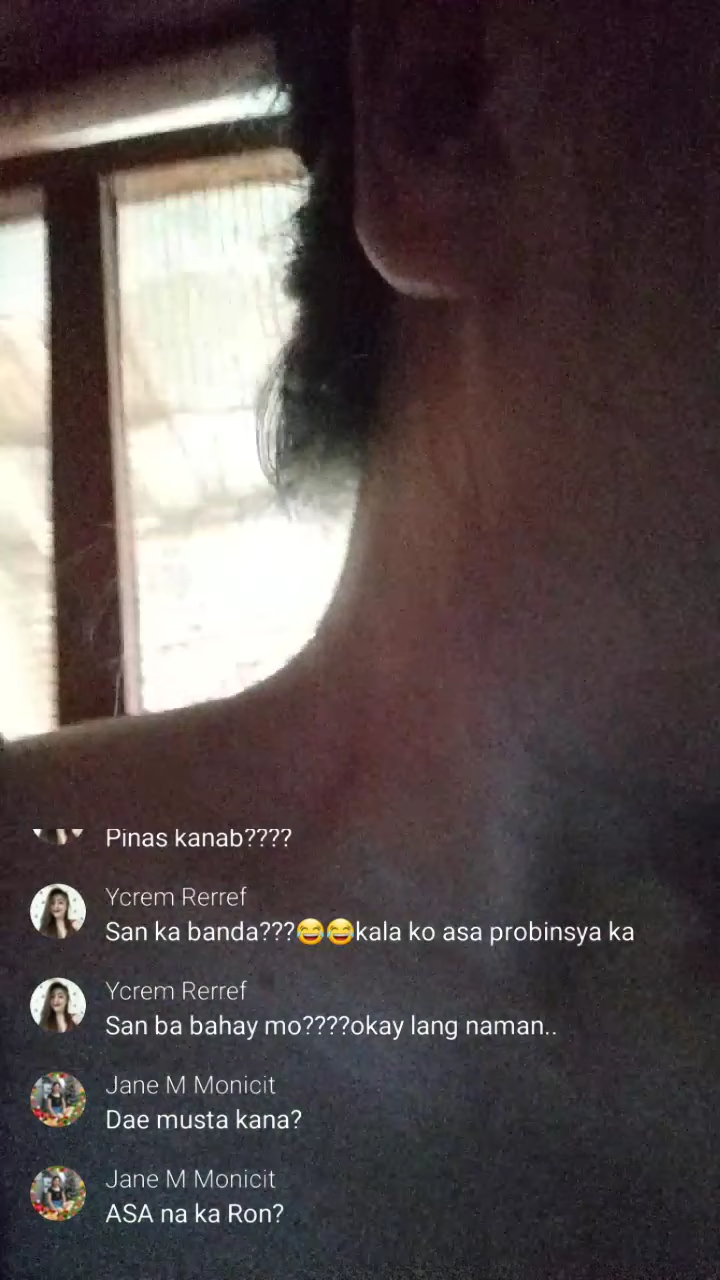 Pinas kanab????
Ycrem Rerref
San ka banda???😂😂kala ko asa probinsya ka
Ycrem Rerref
San ba bahay mo????okay lang naman..
Jane M Monicit
Dae musta kana?
Jane M Monicit
ASA na ka Ron?